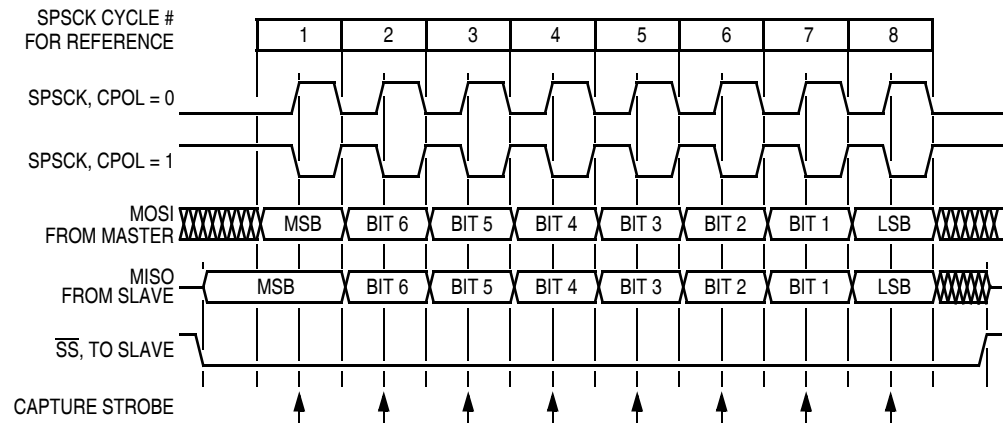 SPSCK CYCLE #
FOR REFERENCE
1 2 3 4 5 6 7 8
SPSCK, CPOL = 0
SPSCK, CPOL = 1
MOSI
FROM MASTER
MSB BIT 6 BIT 5 BIT 4 BIT 3 BIT 2 BIT 1 LSB
MISO
FROM SLAVE
MSB BIT 6 BIT 5 BIT 4 BIT 3 BIT 2 BIT 1 LSB
S̅S̅, TO SLAVE
CAPTURE STROBE